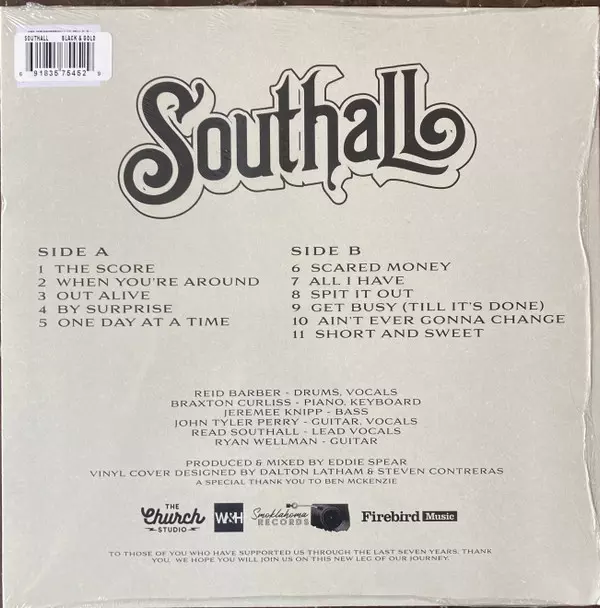 SOUTHALL BLACK & GOLD
91835 75452 9
Southall
SIDE A
1 THE SCORE
2 WHEN YOU'RE AROUND
3 OUT ALIVE
4 BY SURPRISE
5 ONE DAY AT A TIME
SIDE B
6 SCARED MONEY
7 ALL I HAVE
8 SPIT IT OUT
9 GET BUSY (TILL IT'S DONE)
10 AIN'T EVER GONNA CHANGE
11 SHORT AND SWEET
REID BARBER - DRUMS, VOCALS
BRAXTON CURLISS - PIANO, KEYBOARD
JEREMEE KNIPP - BASS
JOHN TYLER PERRY - GUITAR, VOCALS
READ SOUTHALL - LEAD VOCALS
RYAN WELLMAN - GUITAR
PRODUCED & MIXED BY EDDIE SPEAR
VINYL COVER DESIGNED BY DALTON LATHAM & STEVEN CONTRERAS
A SPECIAL THANK YOU TO BEN MCKENZIE
THE
Church
STUDIO
W&H
Smoklahoma
RECORDS
Firebird Music
TO THOSE OF YOU WHO HAVE SUPPORTED US THROUGH THE LAST SEVEN YEARS; THANK
YOU. WE HOPE YOU WILL JOIN US ON THIS NEW LEG OF OUR JOURNEY.